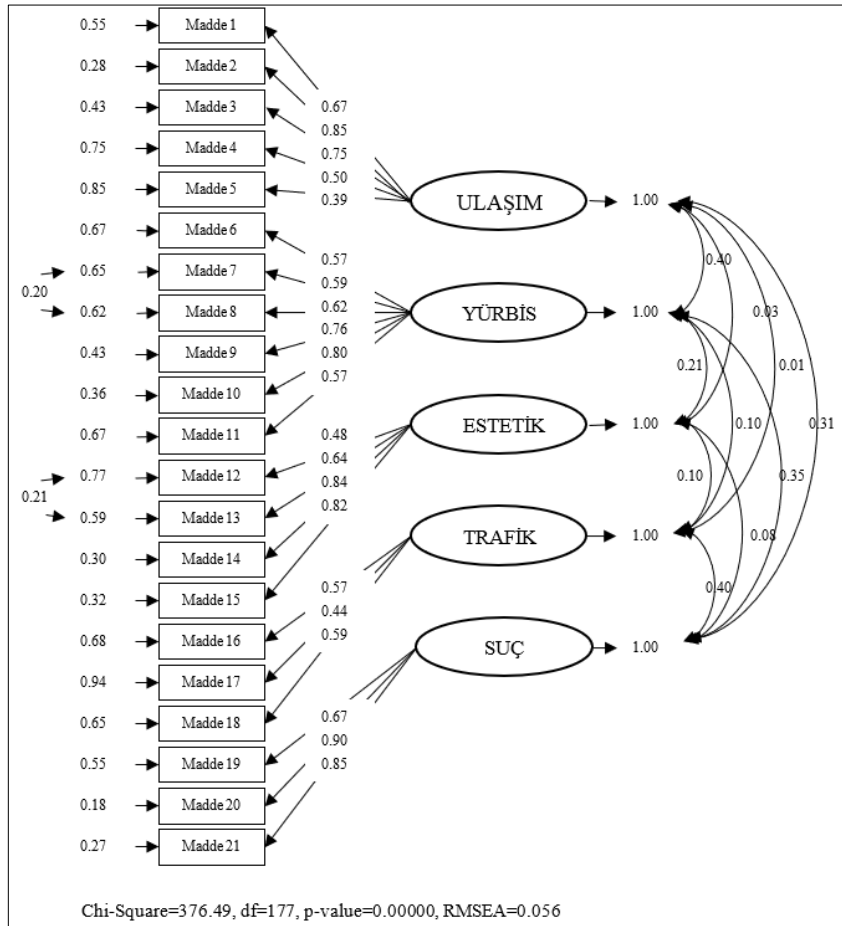 0.55 Madde 1
0.28 Madde 2
0.43 Madde 3
0.75 Madde 4
0.85 Madde 5
0.67 Madde 6
0.65 Madde 7
0.20
0.62 Madde 8
0.43 Madde 9
0.36 Madde 10
0.67 Madde 11
0.77 Madde 12
0.21
0.59 Madde 13
0.30 Madde 14
0.32 Madde 15
0.68 Madde 16
0.94 Madde 17
0.65 Madde 18
0.55 Madde 19
0.18 Madde 20
0.27 Madde 21
0.67
0.85
0.75
0.50
0.39
0.57
0.59
0.62
0.76
0.80
0.57
0.48
0.64
0.84
0.82
0.57
0.44
0.59
0.67
0.90
0.85
ULAŞIM 1.00
YÜRBİS 1.00
ESTETİK 1.00
TRAFİK 1.00
SUÇ 1.00
0.40
0.03
0.21
0.01
0.10
0.31
0.10
0.35
0.08
0.40
Chi-Square=376.49, df=177, p-value=0.00000, RMSEA=0.056